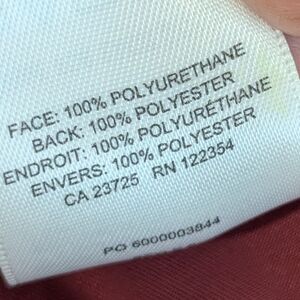 FACE: 100% POLYURETHANE
BACK: 100% POLYESTER
ENDROIT: 100% POLYURÉTHANE
ENVERS: 100% POLYESTER
CA 23725 RN 122354
PO 6000003844